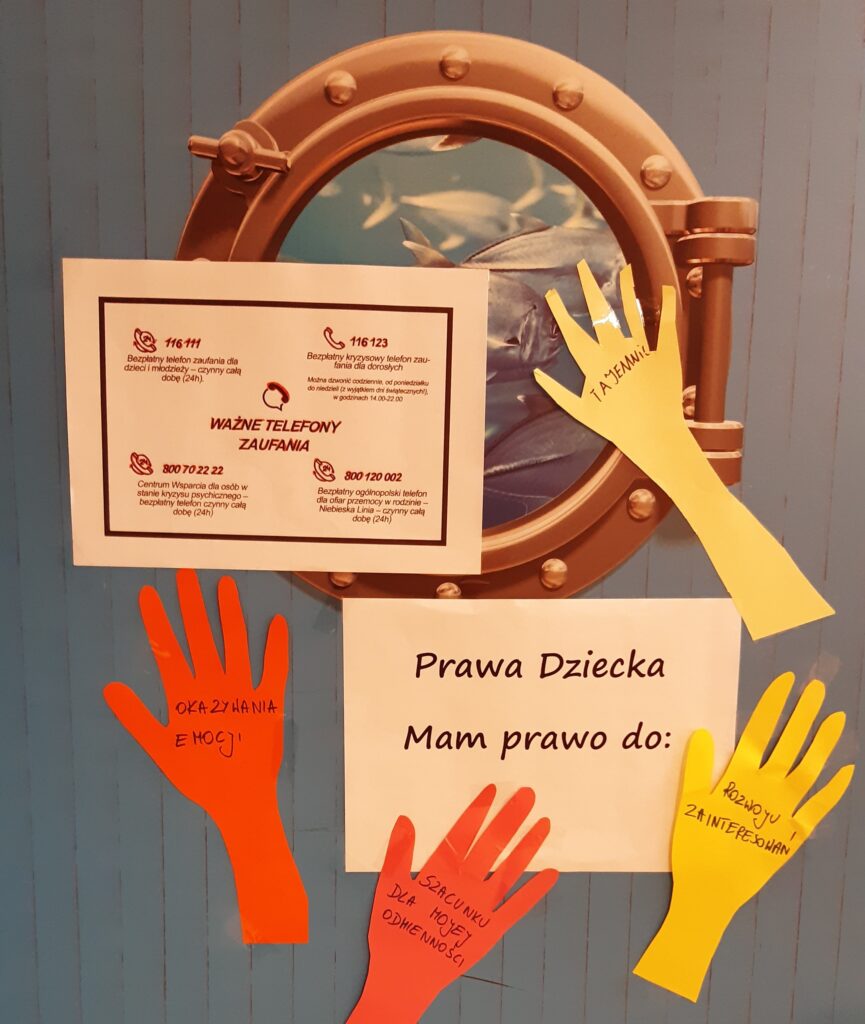 116 111
Bezpłatny telefon zaufania dla
dzieci i młodzieży – czynny całą
dobę (24h).
116 123
Bezpłatny kryzysowy telefon zau-
fania dla dorosłych
Można dzwonić codziennie, od poniedziałku
do niedzieli (z wyjątkiem dni świątecznych!),
w godzinach 14.00-22.00
WAŻNE TELEFONY
ZAUFANIA
800 70 22 22
Centrum Wsparcia dla osób w
stanie kryzysu psychicznego –
bezpłatny telefon czynny całą
dobę (24h)
800 120 002
Bezpłatny ogólnopolski telefon
dla ofiar przemocy w rodzinie –
Niebieska Linia – czynny całą
dobę (24h)
TAJEMNIC
Prawa Dziecka
Mam prawo do:
OKAZYWANIA
EMOCJI
SZACUNKU
DLA MOJEJ
ODMIENNOŚCI
ROZWOJU
ZAINTERESOWAŃ